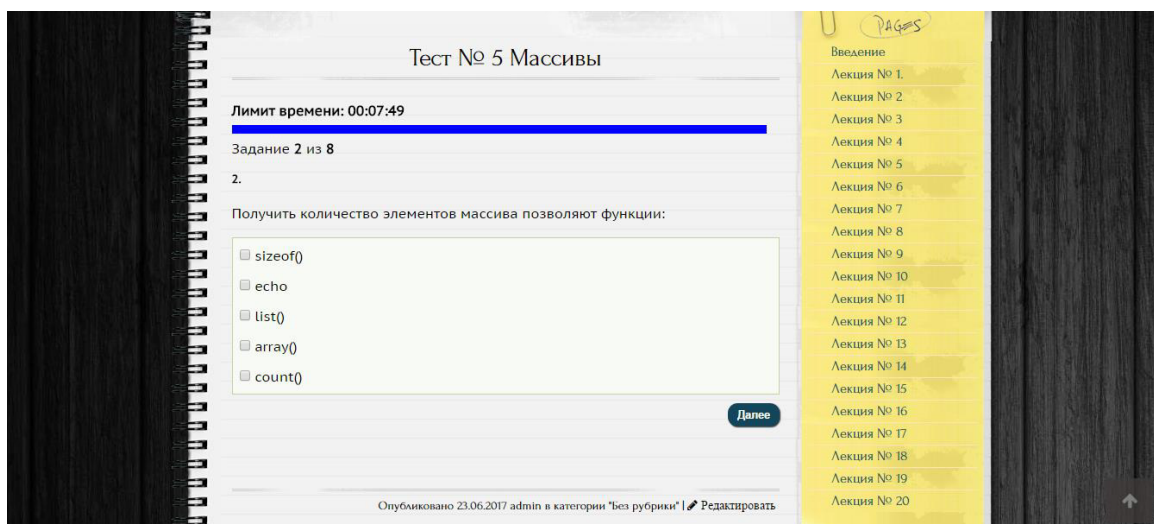 Тест № 5 Массивы
Лимит времени: 00:07:49
Задание 2 из 8
2.
Получить количество элементов массива позволяют функции:
sizeof()
echo
list()
array()
count()
Далее
Опубликовано 23.06.2017 admin в категории "Без рубрики" | Редактировать
PAGES
Введение
Лекция № 1.
Лекция № 2
Лекция № 3
Лекция № 4
Лекция № 5
Лекция № 6
Лекция № 7
Лекция № 8
Лекция № 9
Лекция № 10
Лекция № 11
Лекция № 12
Лекция № 13
Лекция № 14
Лекция № 15
Лекция № 16
Лекция № 17
Лекция № 18
Лекция № 19
Лекция № 20